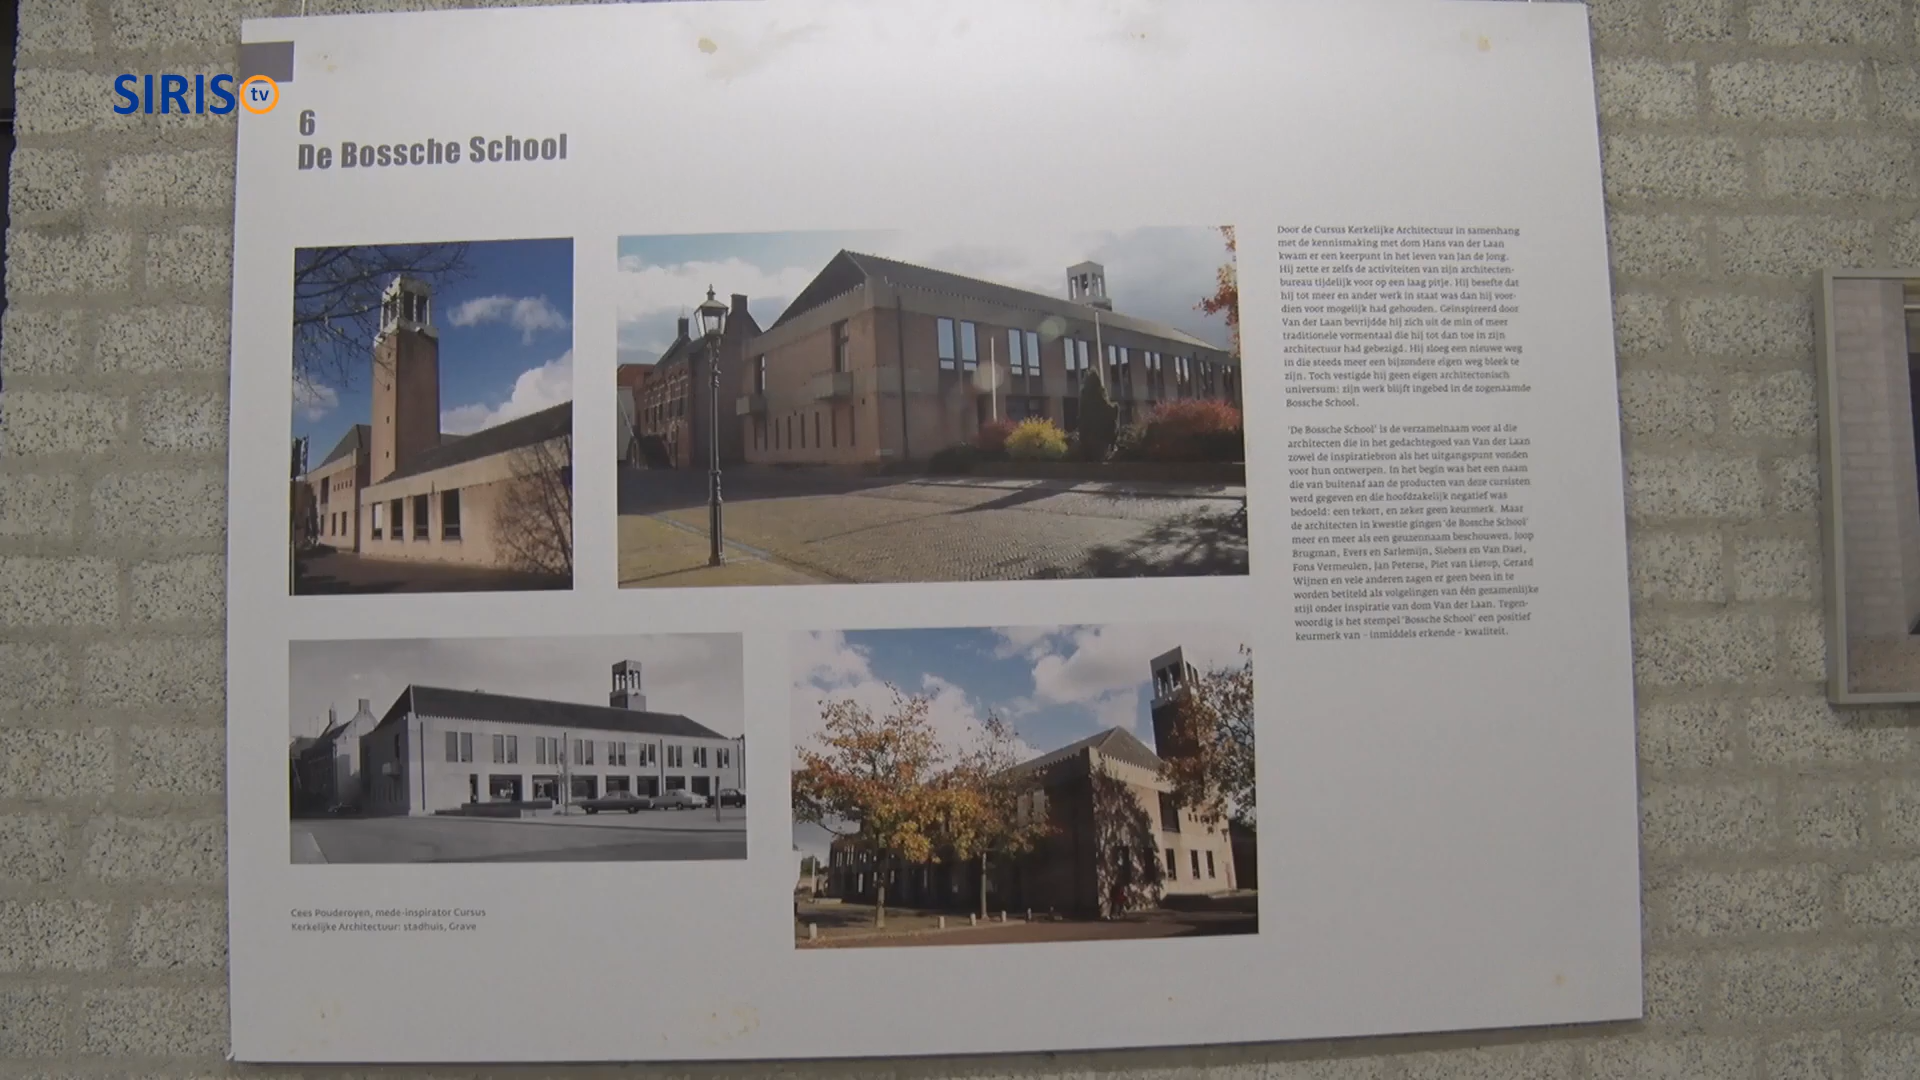 SIRIS tv
6
De Bossche School
Door de Cursus Kerkelijke Architectuur in samenhang
met de kennismaking met dom Hans van der Laan
kwam er een keerpunt in het leven van Jan de Jong.
Hij zette er zelfs de activiteiten van zijn architecten-
bureau tijdelijk voor op een laag pitje. Hij besefte dat
hij tot meer en ander werk in staat was dan hij voor-
dien voor mogelijk had gehouden. Geïnspireerd door
Van der Laan bevrijdde hij zich uit de min of meer
traditionele vormentaal die hij tot dan toe in zijn
architectuur had gebezigd. Hij sloeg een nieuwe weg
in die steeds meer een bijzondere eigen weg bleek te
zijn. Toch vestigde hij geen eigen architectonisch
universum: zijn werk blijft ingebed in de zogenaamde
Bossche School.
'De Bossche School' is de verzamelnaam voor al die
architecten die in het gedachtegoed van Van der Laan
zowel de inspiratiebron als het uitgangspunt vonden
voor hun ontwerpen. In het begin was het een naam
die van buitenaf aan de producten van deze cursisten
werd gegeven en die hoofdzakelijk negatief was
bedoeld: een tekort, en zeker geen keurmerk. Maar
de architecten in kwestie gingen 'de Bossche School'
meer en meer als een geuzennaam beschouwen. Joop
Brugman, Evers en Sarlemijn, Siebers en Van Dael,
Fons Vermeulen, Jan Peterse, Piet van Lierop, Gerard
Wijnen en vele anderen zagen er geen been in te
worden betiteld als volgelingen van één gezamenlijke
stijl onder inspiratie van dom Van der Laan. Tegen-
woordig is het stempel 'Bossche School' een positief
keurmerk van - inmiddels erkende - kwaliteit.
Cees Pouderoyen, mede-inspirator Cursus
Kerkelijke Architectuur: stadhuis, Grave